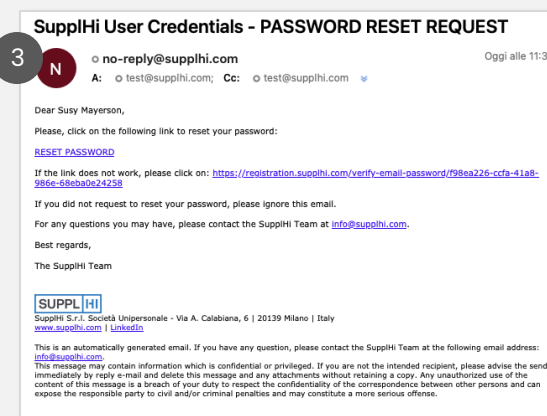 SupplHi User Credentials - PASSWORD RESET REQUEST
3
N
no-reply@supplhi.com
Oggi alle 11:3
A: test@supplhi.com; Cc: test@supplhi.com
Dear Susy Mayerson,
Please, click on the following link to reset your password:
RESET PASSWORD
If the link does not work, please click on: https://registration.supplhi.com/verify-email-password/f98ea226-ccfa-41a8-
986e-68eba0e24258
If you did not request to reset your password, please ignore this email.
For any questions you may have, please contact the SupplHi Team at info@supplhi.com.
Best regards,
The SupplHi Team
SUPPL HI
SupplHi S.r.l. Società Unipersonale - Via A. Calabiana, 6 | 20139 Milano | Italy
www.supplhi.com | LinkedIn
This is an automatically generated email. If you have any question, please contact the SupplHi Team at the following email address:
info@supplhi.com.
This message may contain information which is confidential or privileged. If you are not the intended recipient, please advise the send
immediately by reply e-mail and delete this message and any attachments without retaining a copy. Any unauthorized use of the
content of this message is a breach of your duty to respect the confidentiality of the correspondence between other persons and can
expose the responsible party to civil and/or criminal penalties and may constitute a more serious offense.